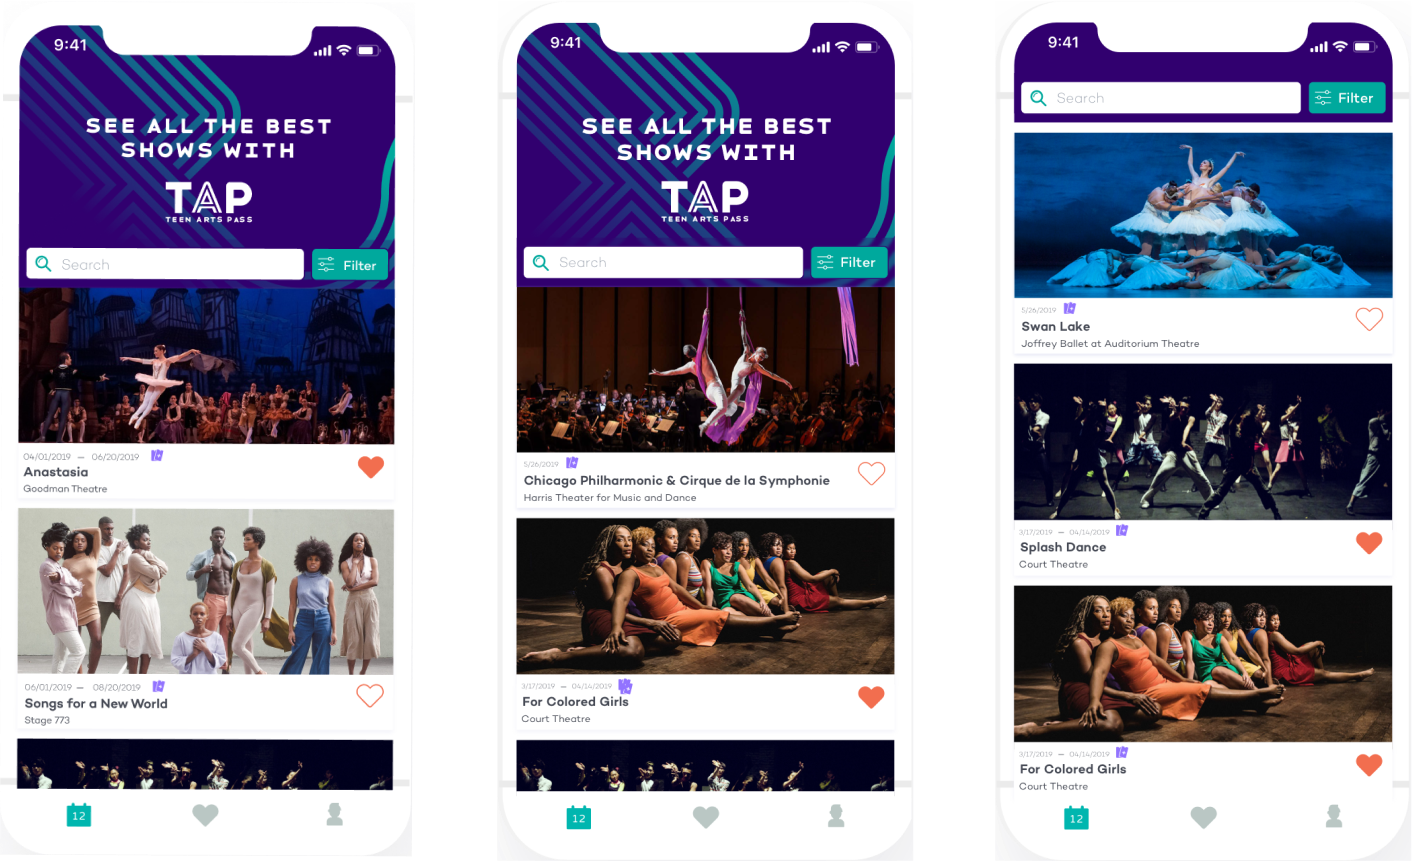 9:41
SEE ALL THE BEST
SHOWS WITH
TAP
TEEN ARTS PASS
Search
Filter
04/01/2019 — 06/20/2019
Anastasia
Goodman Theatre
06/01/2019 — 08/20/2019
Songs for a New World
Stage 773
12
9:41
SEE ALL THE BEST
SHOWS WITH
TAP
TEEN ARTS PASS
Search
Filter
5/26/2019
Chicago Philharmonic & Cirque de la Symphonie
Harris Theater for Music and Dance
3/17/2019 — 04/14/2019
For Colored Girls
Court Theatre
12
9:41
Search
Filter
5/26/2019
Swan Lake
Joffrey Ballet at Auditorium Theatre
3/17/2019 — 04/14/2019
Splash Dance
Court Theatre
3/17/2019 — 04/14/2019
For Colored Girls
Court Theatre
12